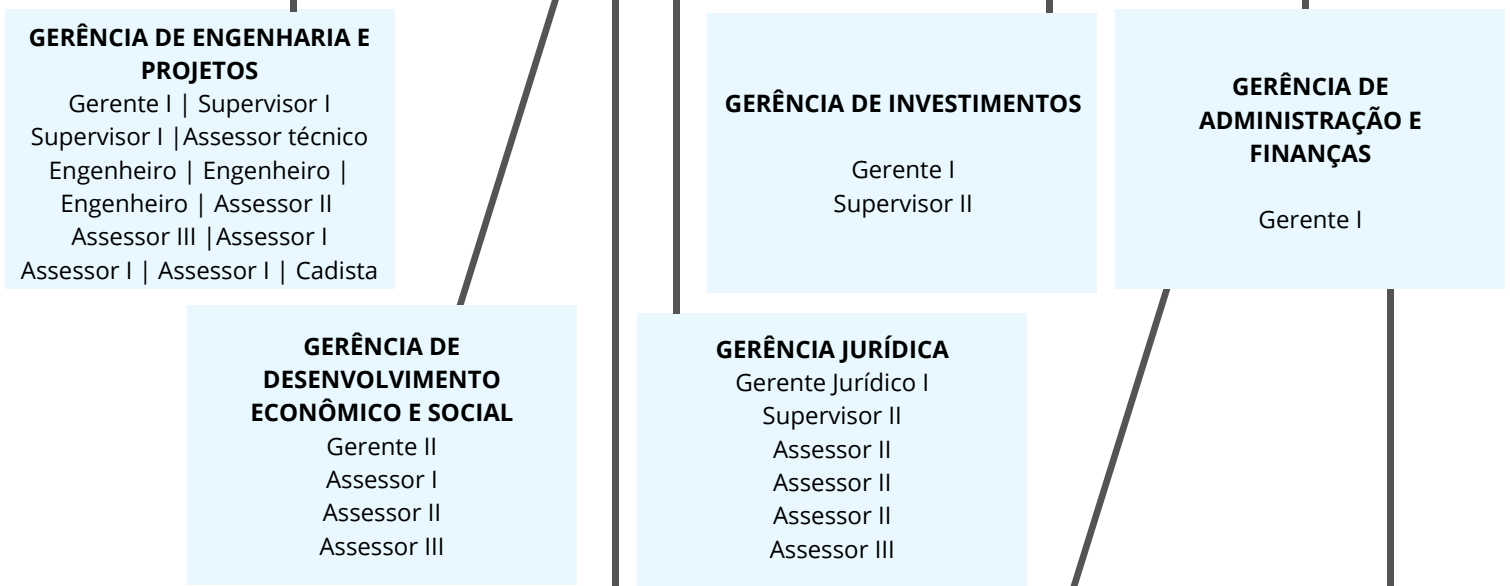 GERÊNCIA DE ENGENHARIA E
PROJETOS
Gerente I | Supervisor I
Supervisor I |Assessor técnico
Engenheiro | Engenheiro |
Engenheiro | Assessor II
Assessor III |Assessor I
Assessor I | Assessor I | Cadista
GERÊNCIA DE INVESTIMENTOS
Gerente I
Supervisor II
GERÊNCIA DE
ADMINISTRAÇÃO E
FINANÇAS
Gerente I
GERÊNCIA DE
DESENVOLVIMENTO
ECONÔMICO E SOCIAL
Gerente II
Assessor I
Assessor II
Assessor III
GERÊNCIA JURÍDICA
Gerente Jurídico I
Supervisor II
Assessor II
Assessor II
Assessor II
Assessor III